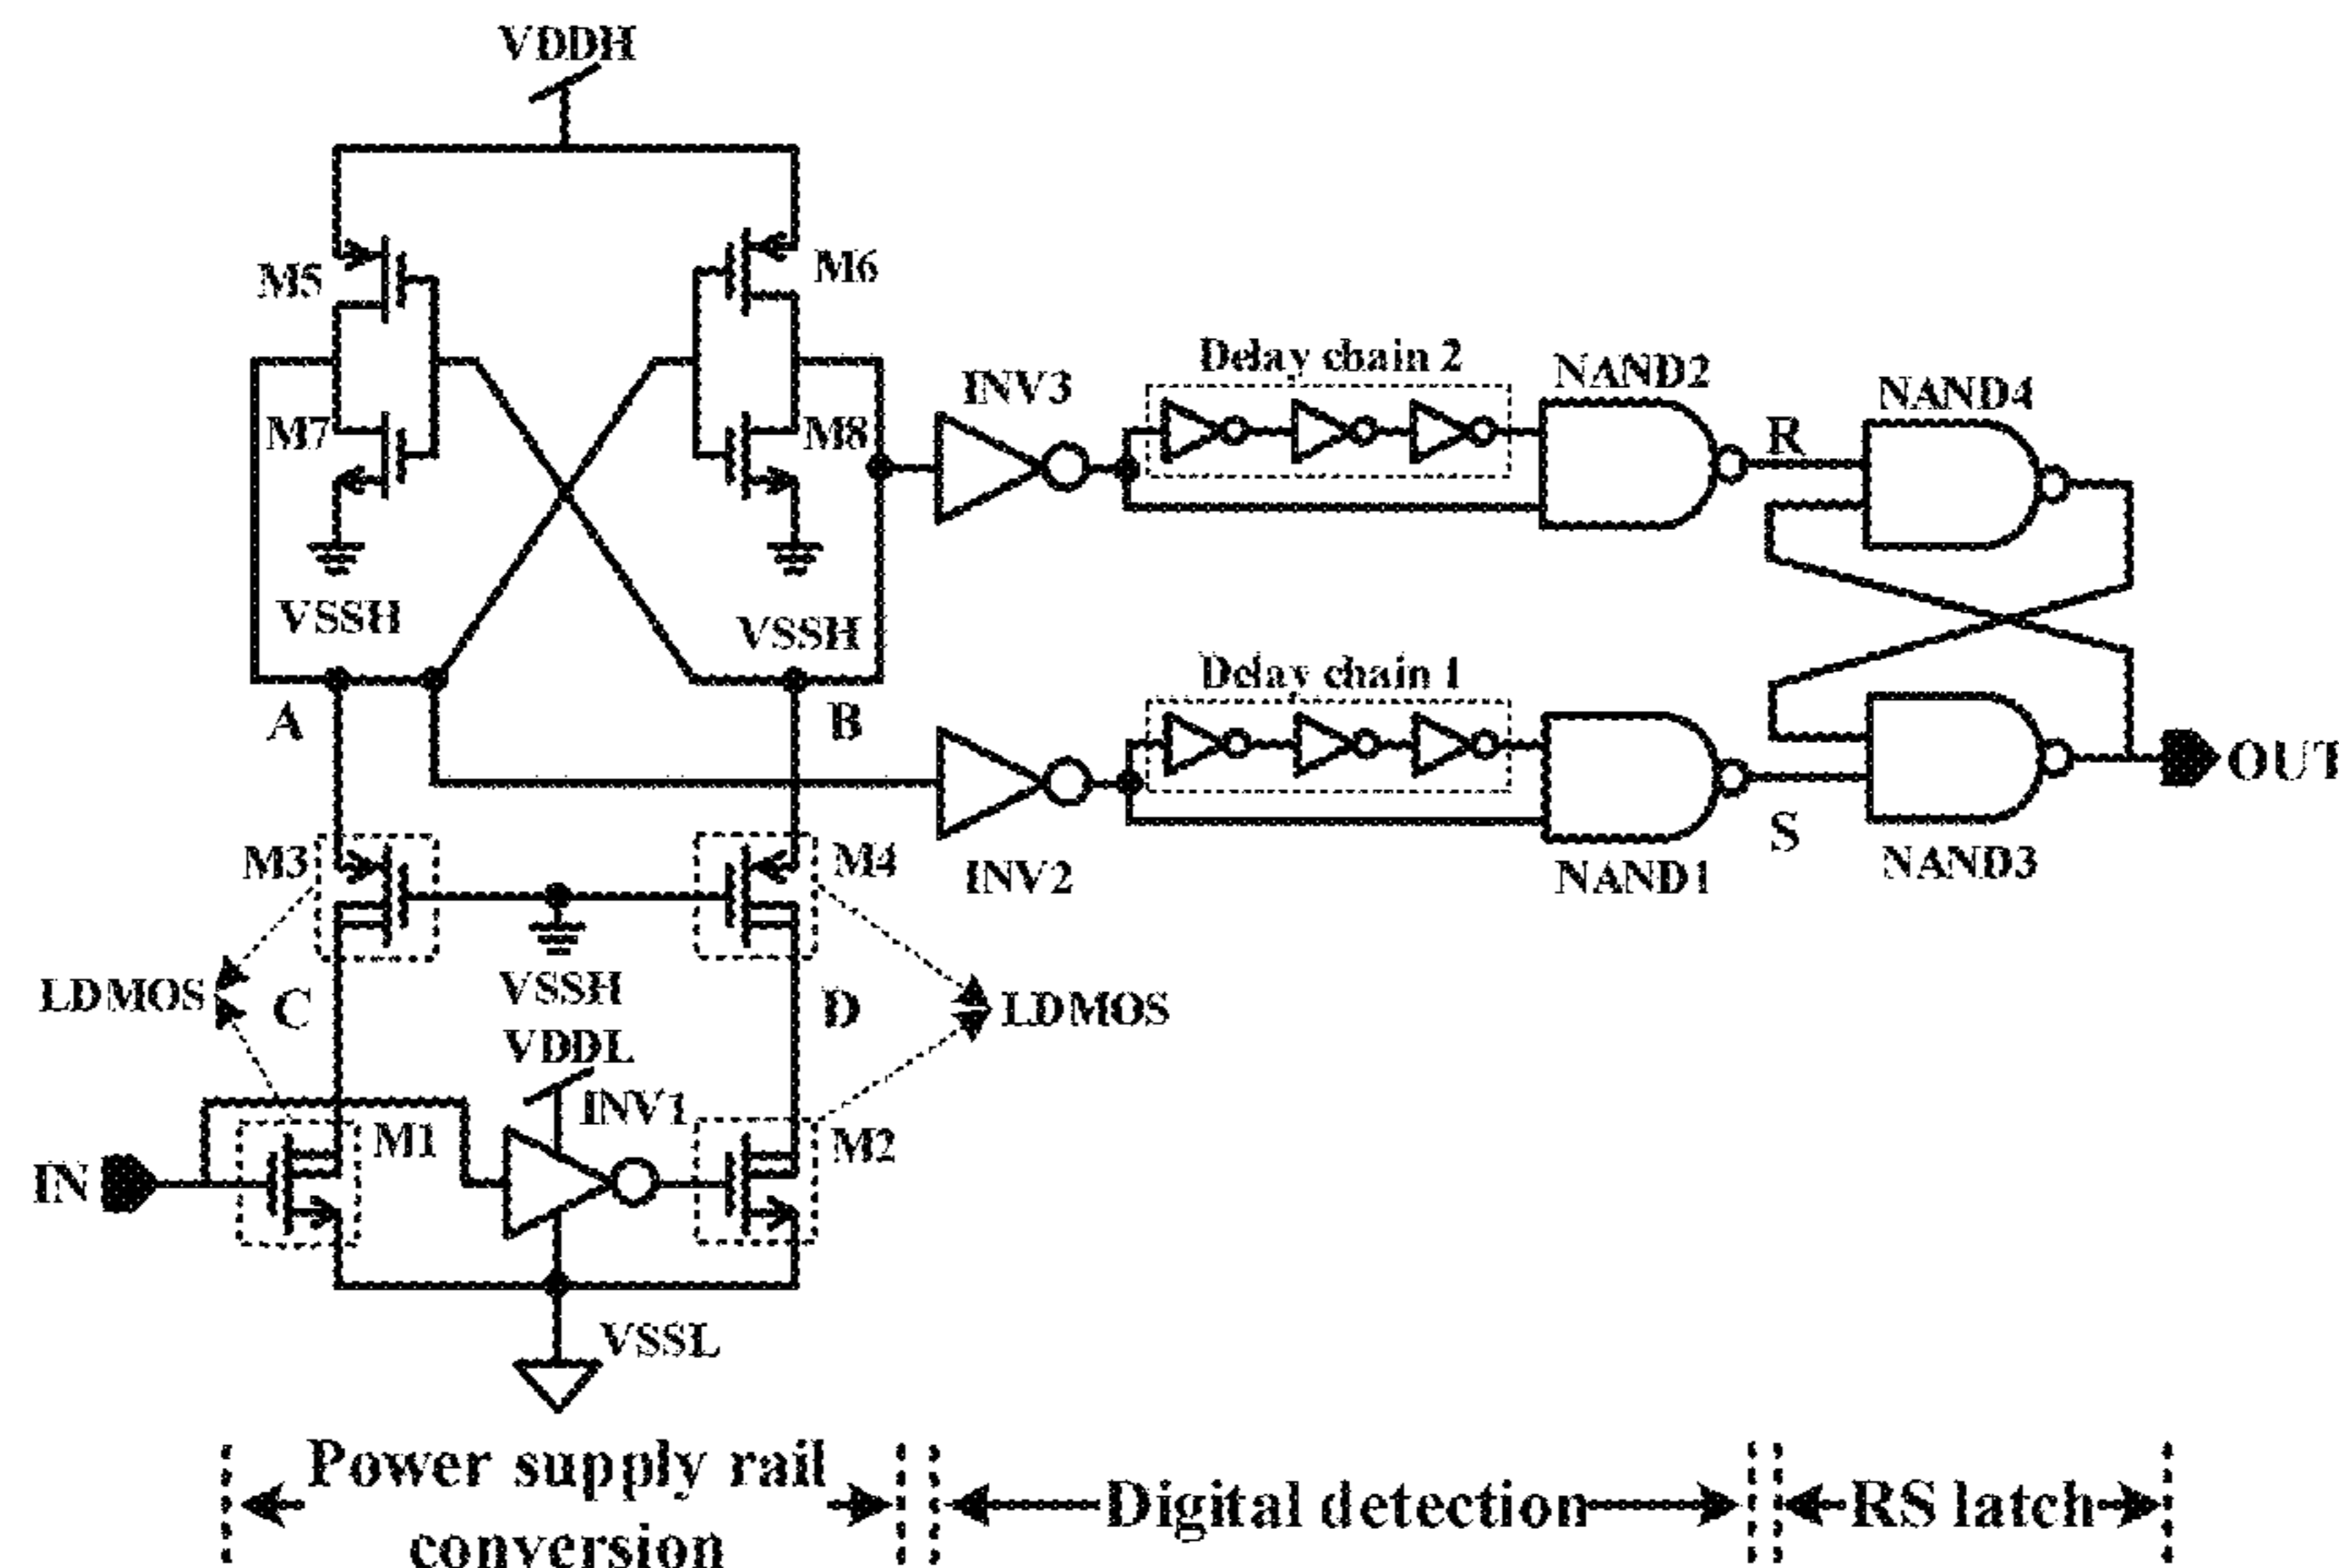 VDDH
M5
M6
M7
M8
VSSH
VSSH
A
B
INV3
Delay chain 2
NAND2
R
NAND4
Delay chain 1
INV2
NAND1
S
NAND3
OUT
M3
M4
LDMOS
C
VSSH
D
LDMOS
VDDL
INV1
IN
M1
M2
VSSL
Power supply rail
conversion
Digital detection
RS latch